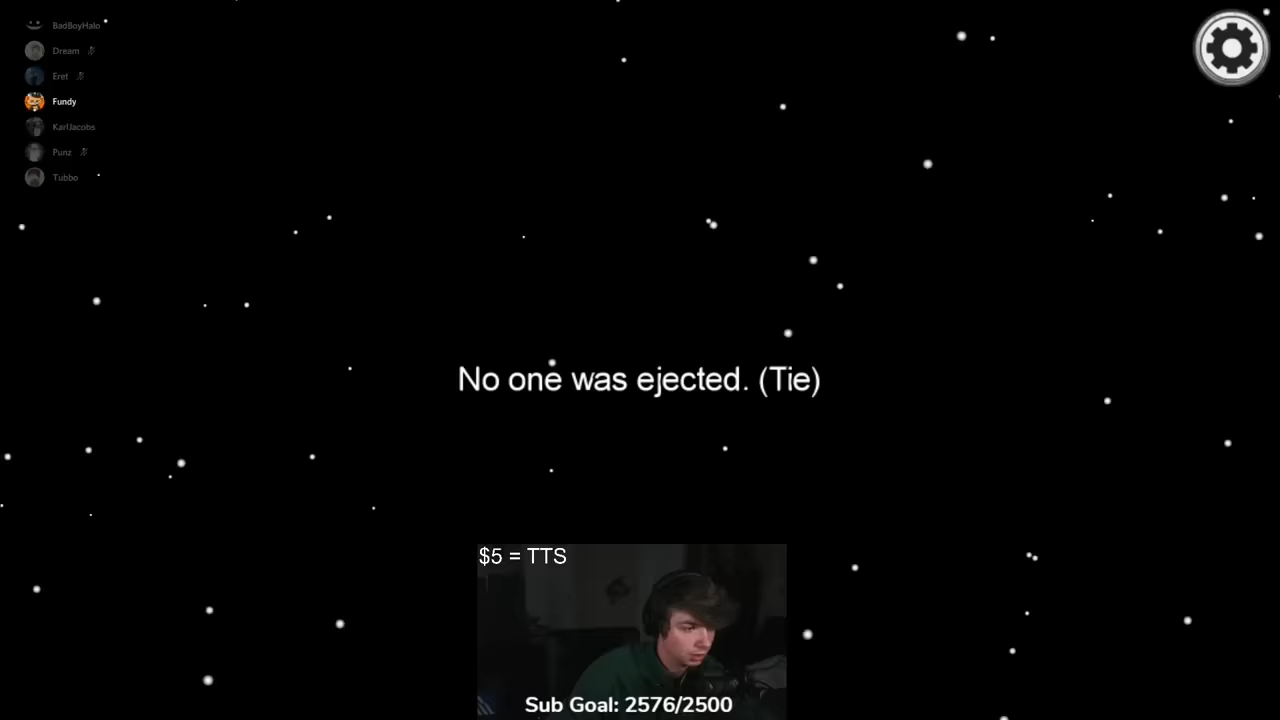 BadBoyHalo
Dream
Eret
Fundy
KarlJacobs
Punz
Tubbo
No one was ejected. (Tie)
$5 = TTS
Sub Goal: 2576/2500